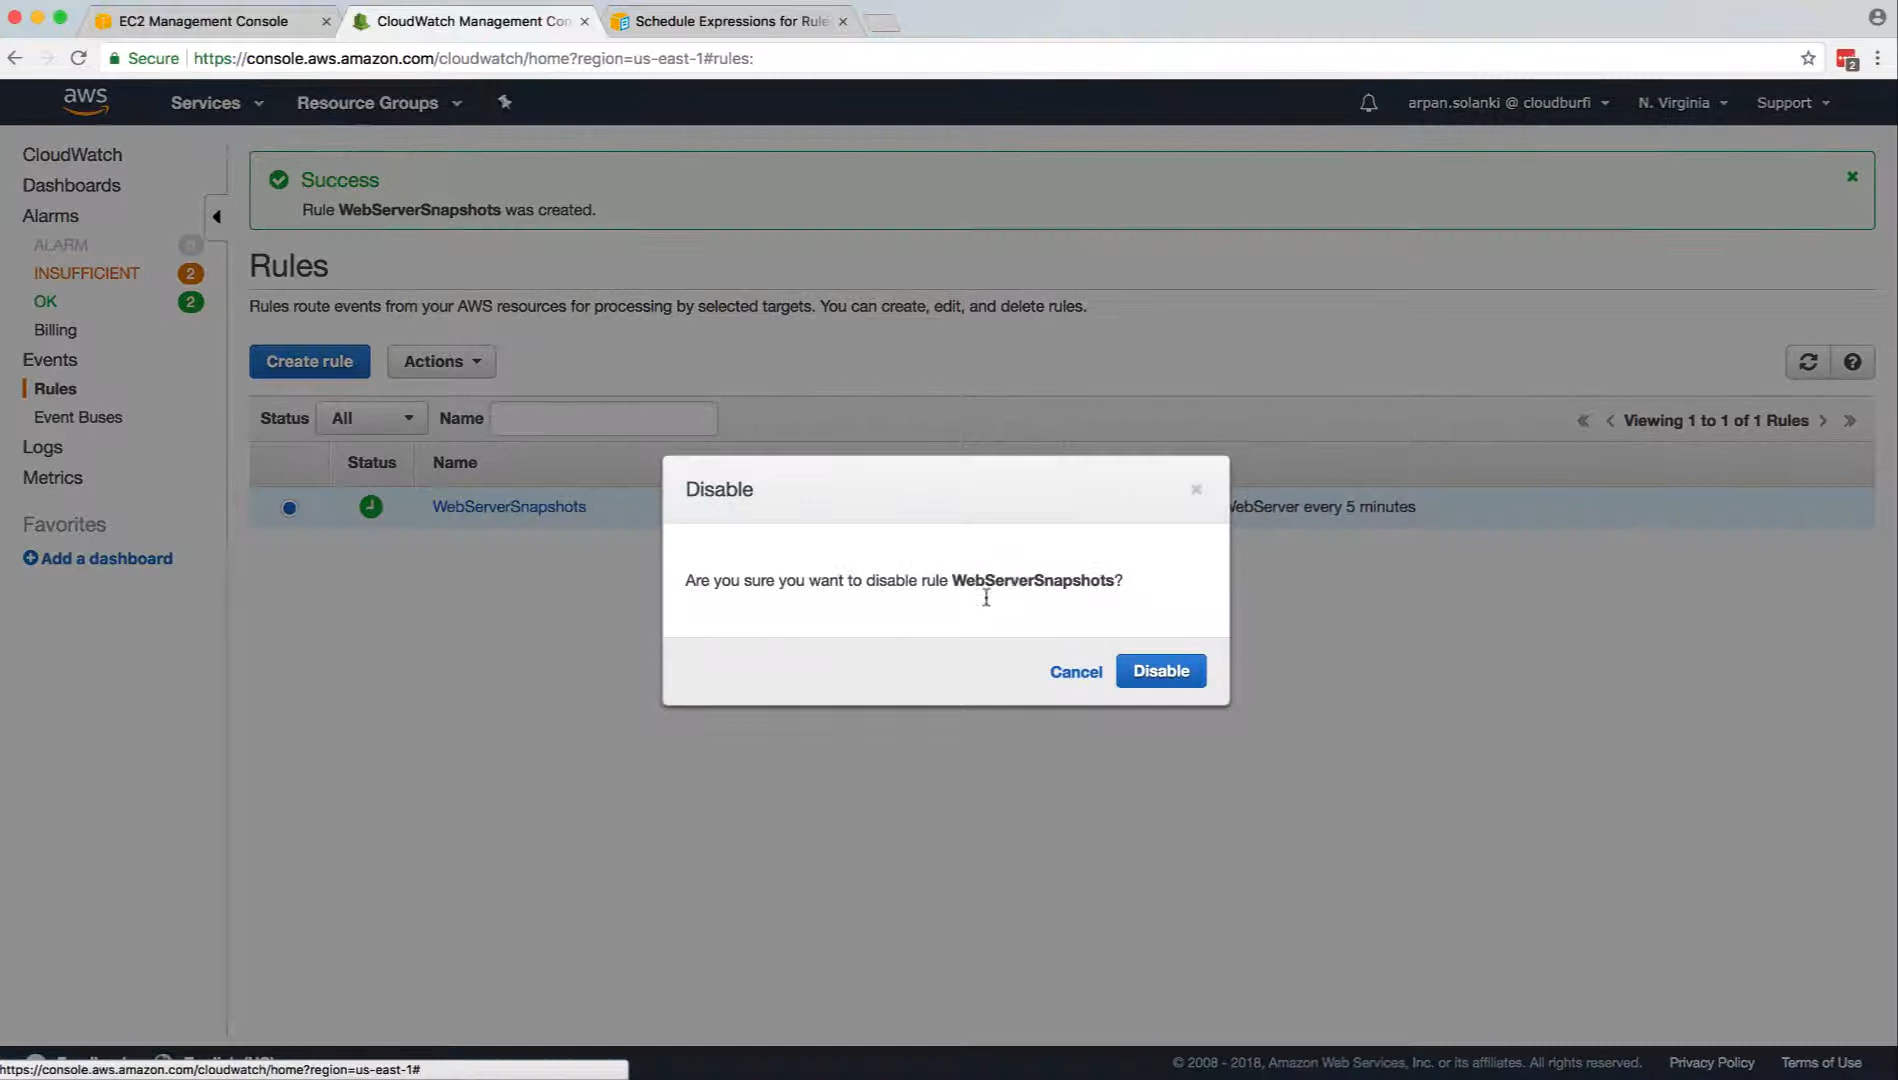 EC2 Management Console
CloudWatch Management Con
Schedule Expressions for Rule
Secure
https://console.aws.amazon.com/cloudwatch/home?region=us-east-1#rules:
2
aws
Services
Resource Groups
arpan.solanki @ cloudburfi
N. Virginia
Support
CloudWatch
Dashboards
Alarms
ALARM
0
INSUFFICIENT
2
OK
2
Billing
Events
Rules
Event Buses
Logs
Metrics
Favorites
Add a dashboard
Success
Rule WebServerSnapshots was created.
Rules
Rules route events from your AWS resources for processing by selected targets. You can create, edit, and delete rules.
Create rule
Actions
Status
All
Name
Viewing 1 to 1 of 1 Rules
Status
Name
WebServerSnapshots
WebServer every 5 minutes
Disable
Are you sure you want to disable rule WebServerSnapshots?
Cancel
Disable
https://console.aws.amazon.com/cloudwatch/home?region=us-east-1#
© 2008 - 2018, Amazon Web Services, Inc. or its affiliates. All rights reserved.
Privacy Policy
Terms of Use